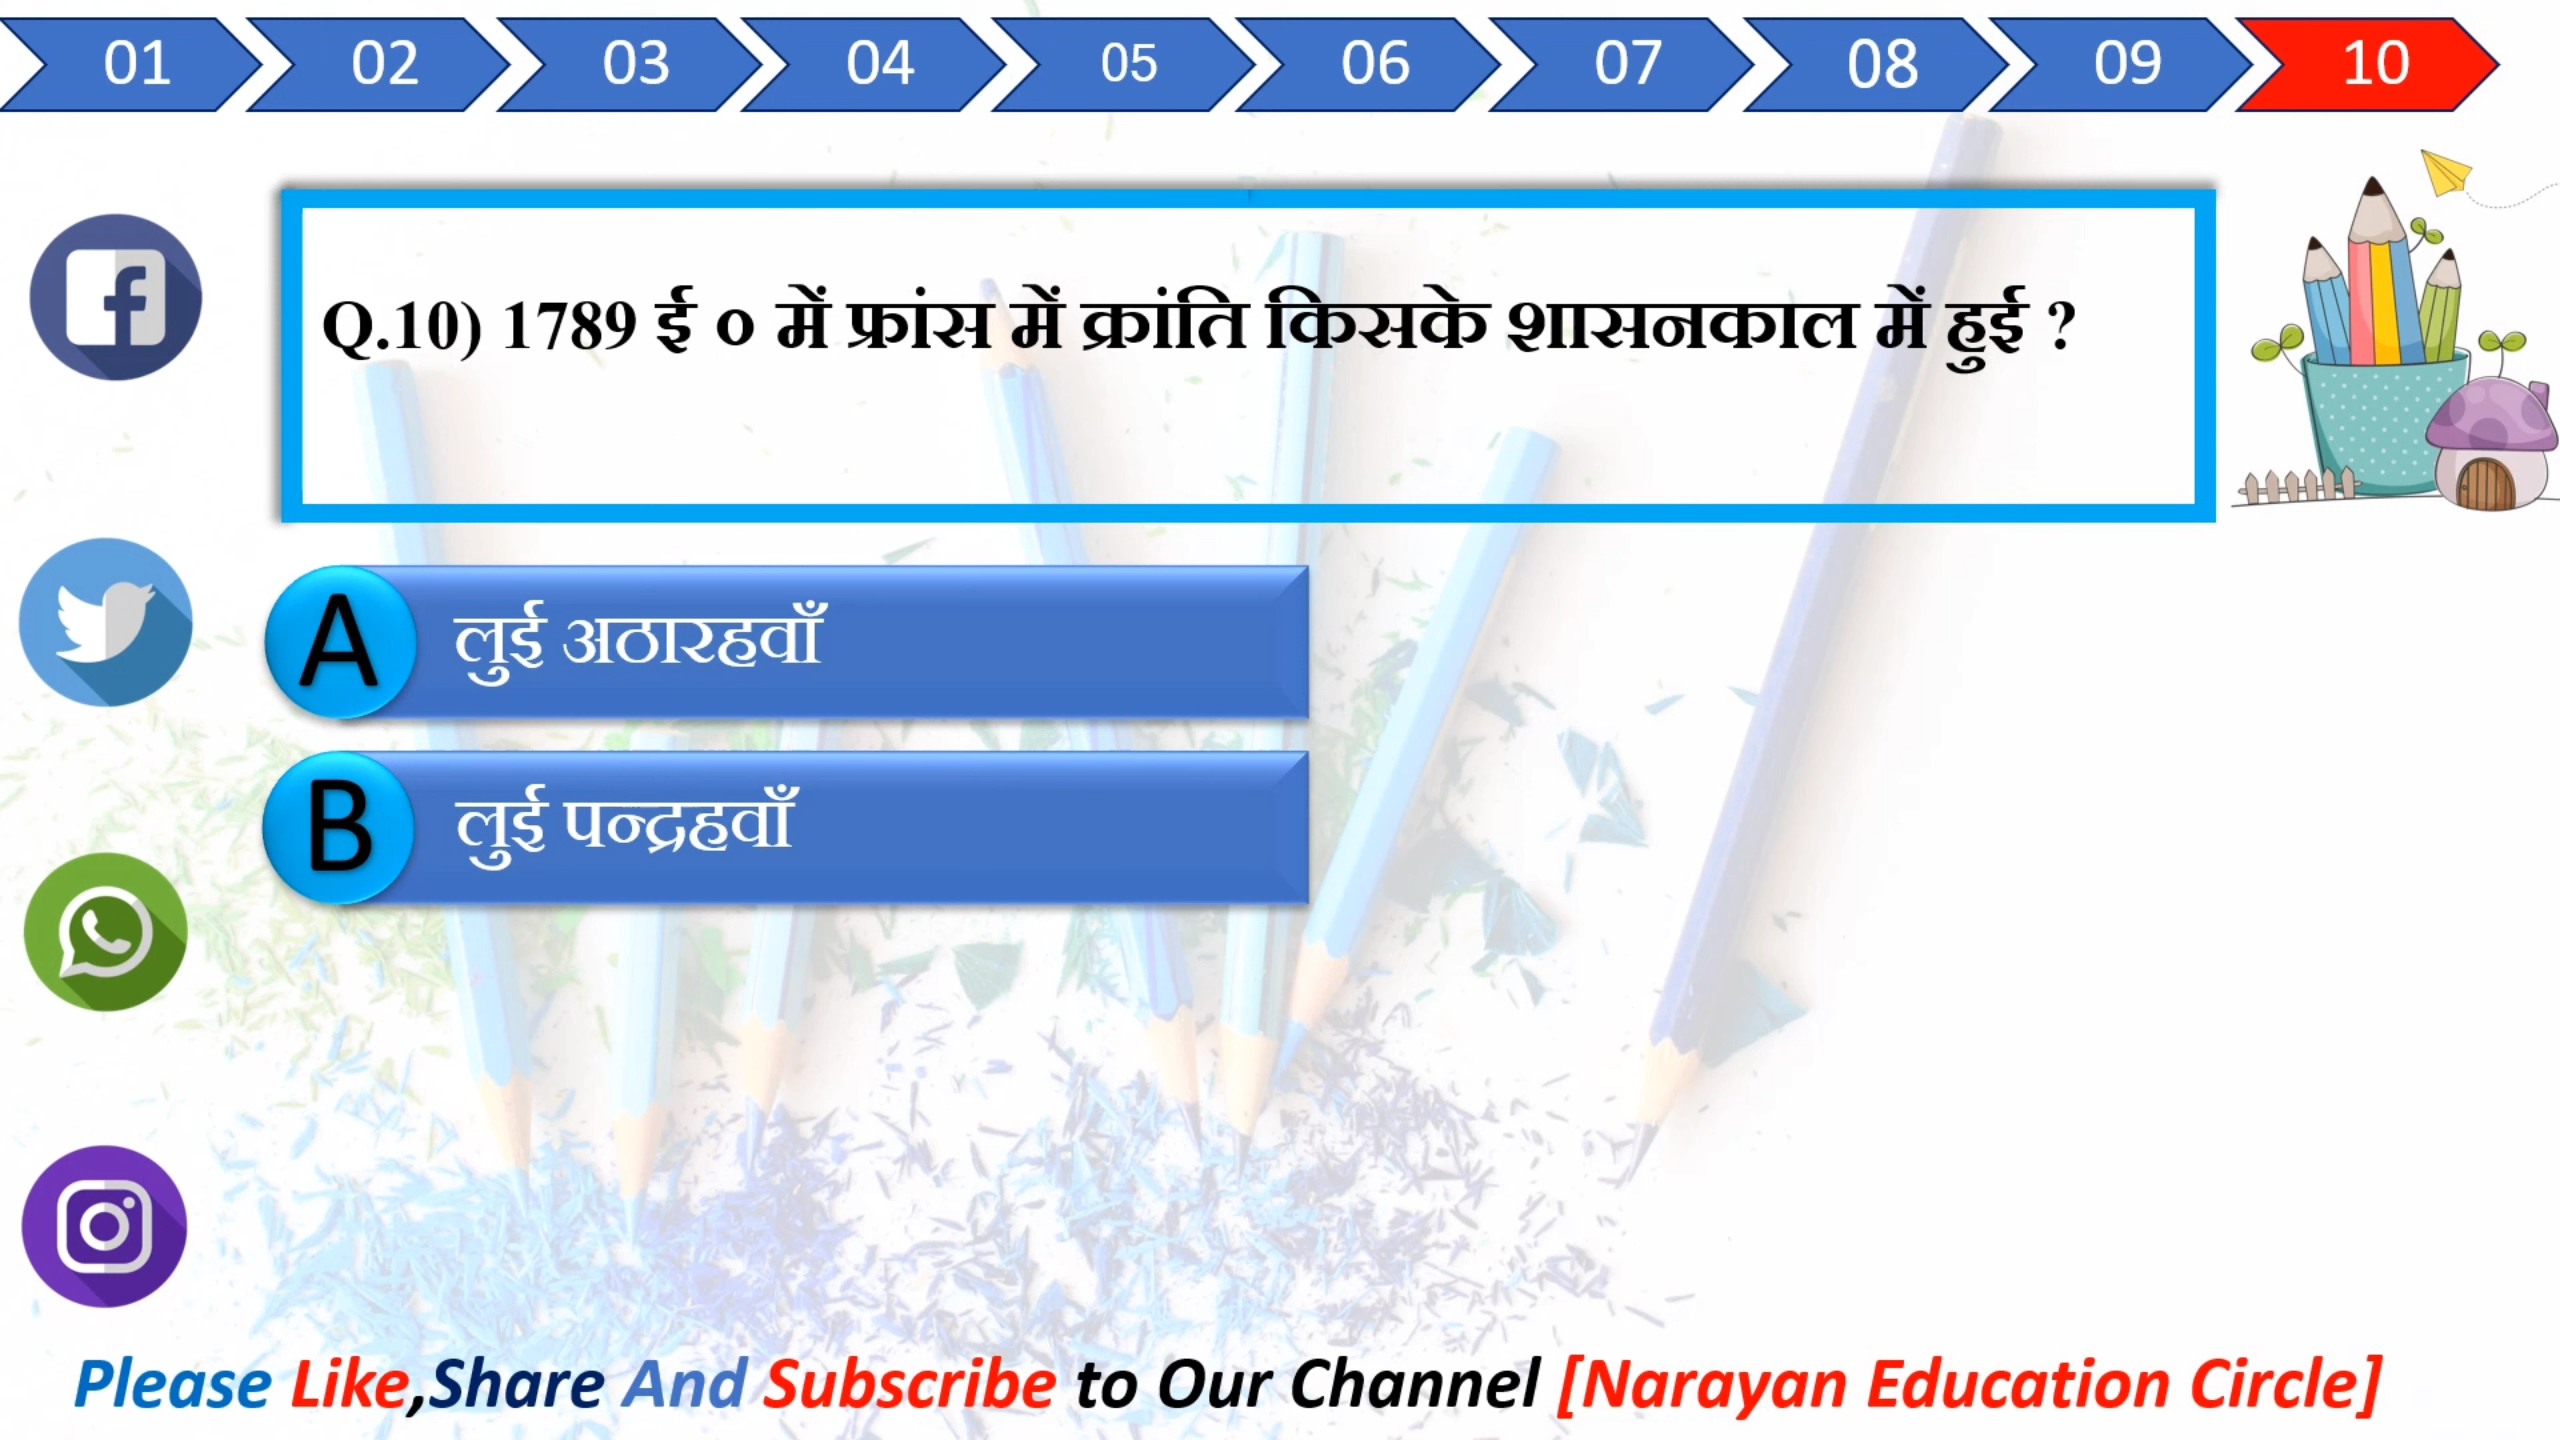 01 02 03 04 05 06 07 08 09 10
Q.10) 1789 ई ० में फ्रांस में क्रांति किसके शासनकाल में हुई ?
A लुई अठारहवाँ
B लुई पन्द्रहवाँ
Please Like,Share And Subscribe to Our Channel [Narayan Education Circle]